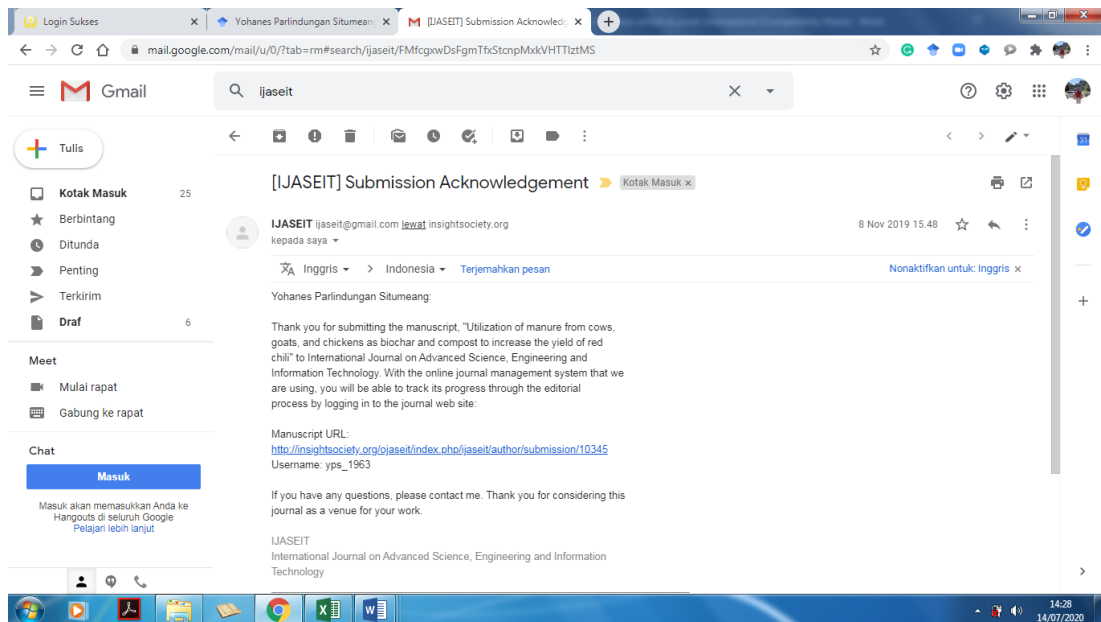 Login Sukses
Yohanes Parlindungan Situmean
[IJASEIT] Submission Acknowledg
mail.google.com/mail/u/0/?tab=rm#search/ijaseit/FMfcgxwDsFgmTfxStcnpMxkVHTTlztMS
Gmail
ijaseit
Tulis
Kotak Masuk 25
Berbintang
Ditunda
Penting
Terkirim
Draf 6
Meet
Mulai rapat
Gabung ke rapat
Chat
Masuk
Masuk akan memasukkan Anda ke
Hangouts di seluruh Google
Pelajari lebih lanjut
[IJASEIT] Submission Acknowledgement
Kotak Masuk x
IJASEIT ijaseit@gmail.com lewat insightsociety.org
8 Nov 2019 15.48
kepada saya
Inggris > Indonesia Terjemahkan pesan
Nonaktifkan untuk: Inggris x
Yohanes Parlindungan Situmeang:
Thank you for submitting the manuscript, "Utilization of manure from cows,
goats, and chickens as biochar and compost to increase the yield of red
chili" to International Journal on Advanced Science, Engineering and
Information Technology. With the online journal management system that we
are using, you will be able to track its progress through the editorial
process by logging in to the journal web site:
Manuscript URL:
http://insightsociety.org/ojaseit/index.php/ijaseit/author/submission/10345
Username: yps_1963
If you have any questions, please contact me. Thank you for considering this
journal as a venue for your work.
IJASEIT
International Journal on Advanced Science, Engineering and Information
Technology
31
14:28
14/07/2020